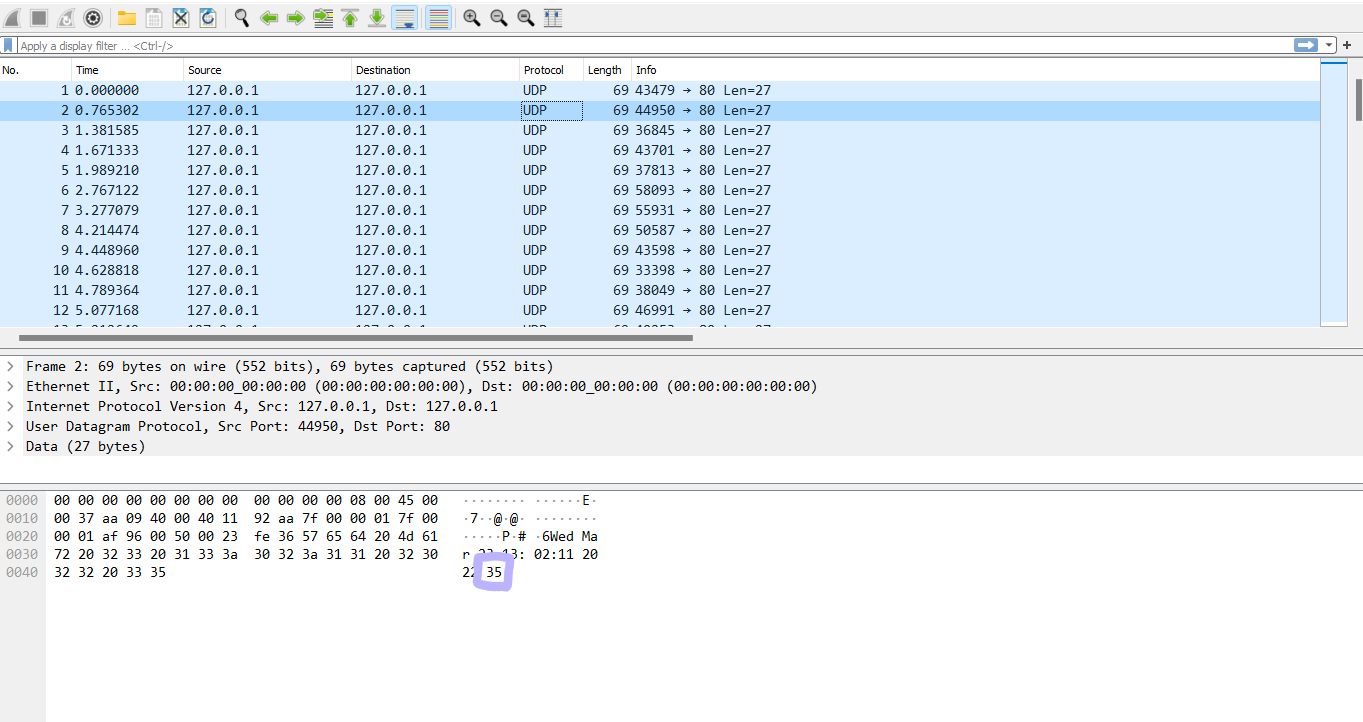 Apply a display filter ... <Ctrl-/>
No. Time Source Destination Protocol Length Info
1 0.000000 127.0.0.1 127.0.0.1 UDP 69 43479 → 80 Len=27
2 0.765302 127.0.0.1 127.0.0.1 UDP 69 44950 → 80 Len=27
3 1.381585 127.0.0.1 127.0.0.1 UDP 69 36845 → 80 Len=27
4 1.671333 127.0.0.1 127.0.0.1 UDP 69 43701 → 80 Len=27
5 1.989210 127.0.0.1 127.0.0.1 UDP 69 37813 → 80 Len=27
6 2.767122 127.0.0.1 127.0.0.1 UDP 69 58093 → 80 Len=27
7 3.277079 127.0.0.1 127.0.0.1 UDP 69 55931 → 80 Len=27
8 4.214474 127.0.0.1 127.0.0.1 UDP 69 50587 → 80 Len=27
9 4.448960 127.0.0.1 127.0.0.1 UDP 69 43598 → 80 Len=27
10 4.628818 127.0.0.1 127.0.0.1 UDP 69 33398 → 80 Len=27
11 4.789364 127.0.0.1 127.0.0.1 UDP 69 38049 → 80 Len=27
12 5.077168 127.0.0.1 127.0.0.1 UDP 69 46991 → 80 Len=27
Frame 2: 69 bytes on wire (552 bits), 69 bytes captured (552 bits)
Ethernet II, Src: 00:00:00_00:00:00 (00:00:00:00:00:00), Dst: 00:00:00_00:00:00 (00:00:00:00:00:00)
Internet Protocol Version 4, Src: 127.0.0.1, Dst: 127.0.0.1
User Datagram Protocol, Src Port: 44950, Dst Port: 80
Data (27 bytes)
0000 00 00 00 00 00 00 00 00 00 00 00 00 08 00 45 00 ········ ······E·
0010 00 37 aa 09 40 00 40 11 92 aa 7f 00 00 01 7f 00 ·7··@·@· ········
0020 00 01 af 96 00 50 00 23 fe 36 57 65 64 20 4d 61 ·····P·# ·6Wed Ma
0030 72 20 32 33 20 31 33 3a 30 32 3a 31 31 20 32 30 r 23 13: 02:11 20
0040 32 32 20 33 35 22 35